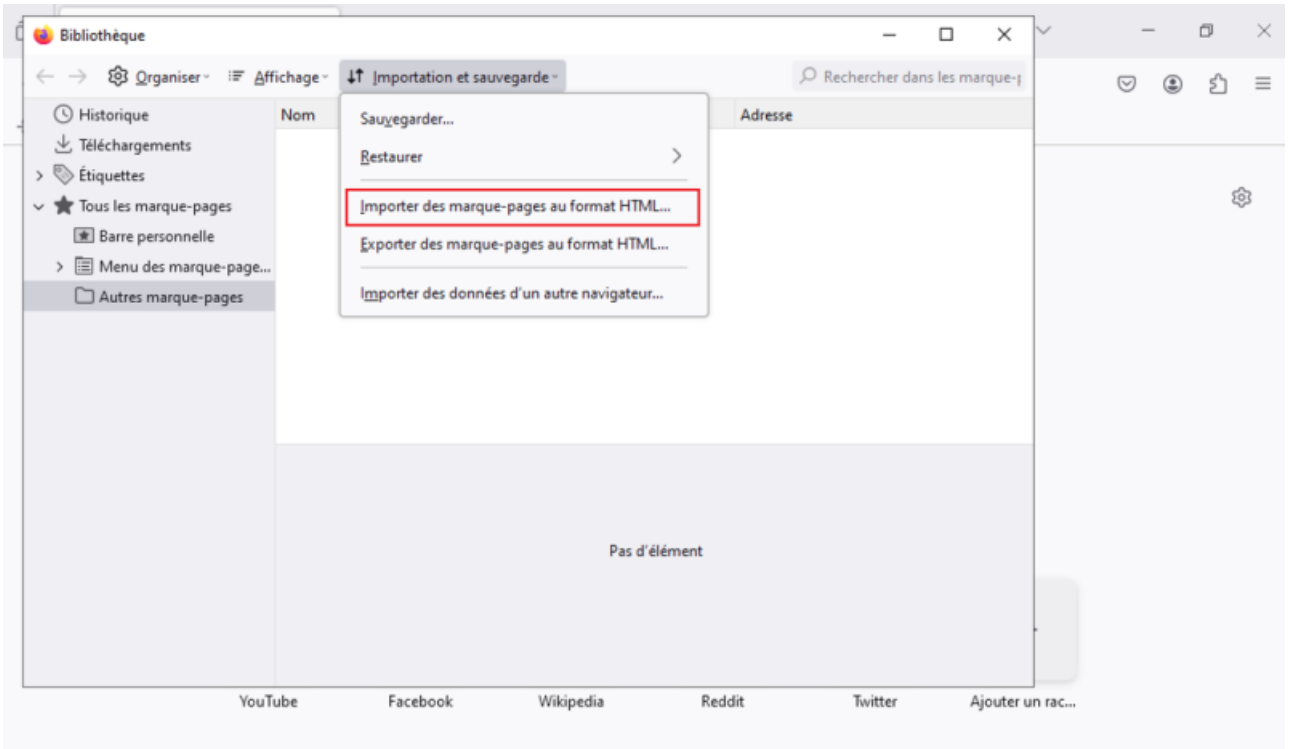 Bibliothèque
Organiser
Affichage
Importation et sauvegarde
Rechercher dans les marque-p
Historique
Téléchargements
Étiquettes
Tous les marque-pages
Barre personnelle
Menu des marque-page...
Autres marque-pages
Nom
Adresse
Sauvegarder...
Restaurer
Importer des marque-pages au format HTML...
Exporter des marque-pages au format HTML...
Importer des données d'un autre navigateur...
Pas d'élément
YouTube Facebook Wikipedia Reddit Twitter Ajouter un rac...